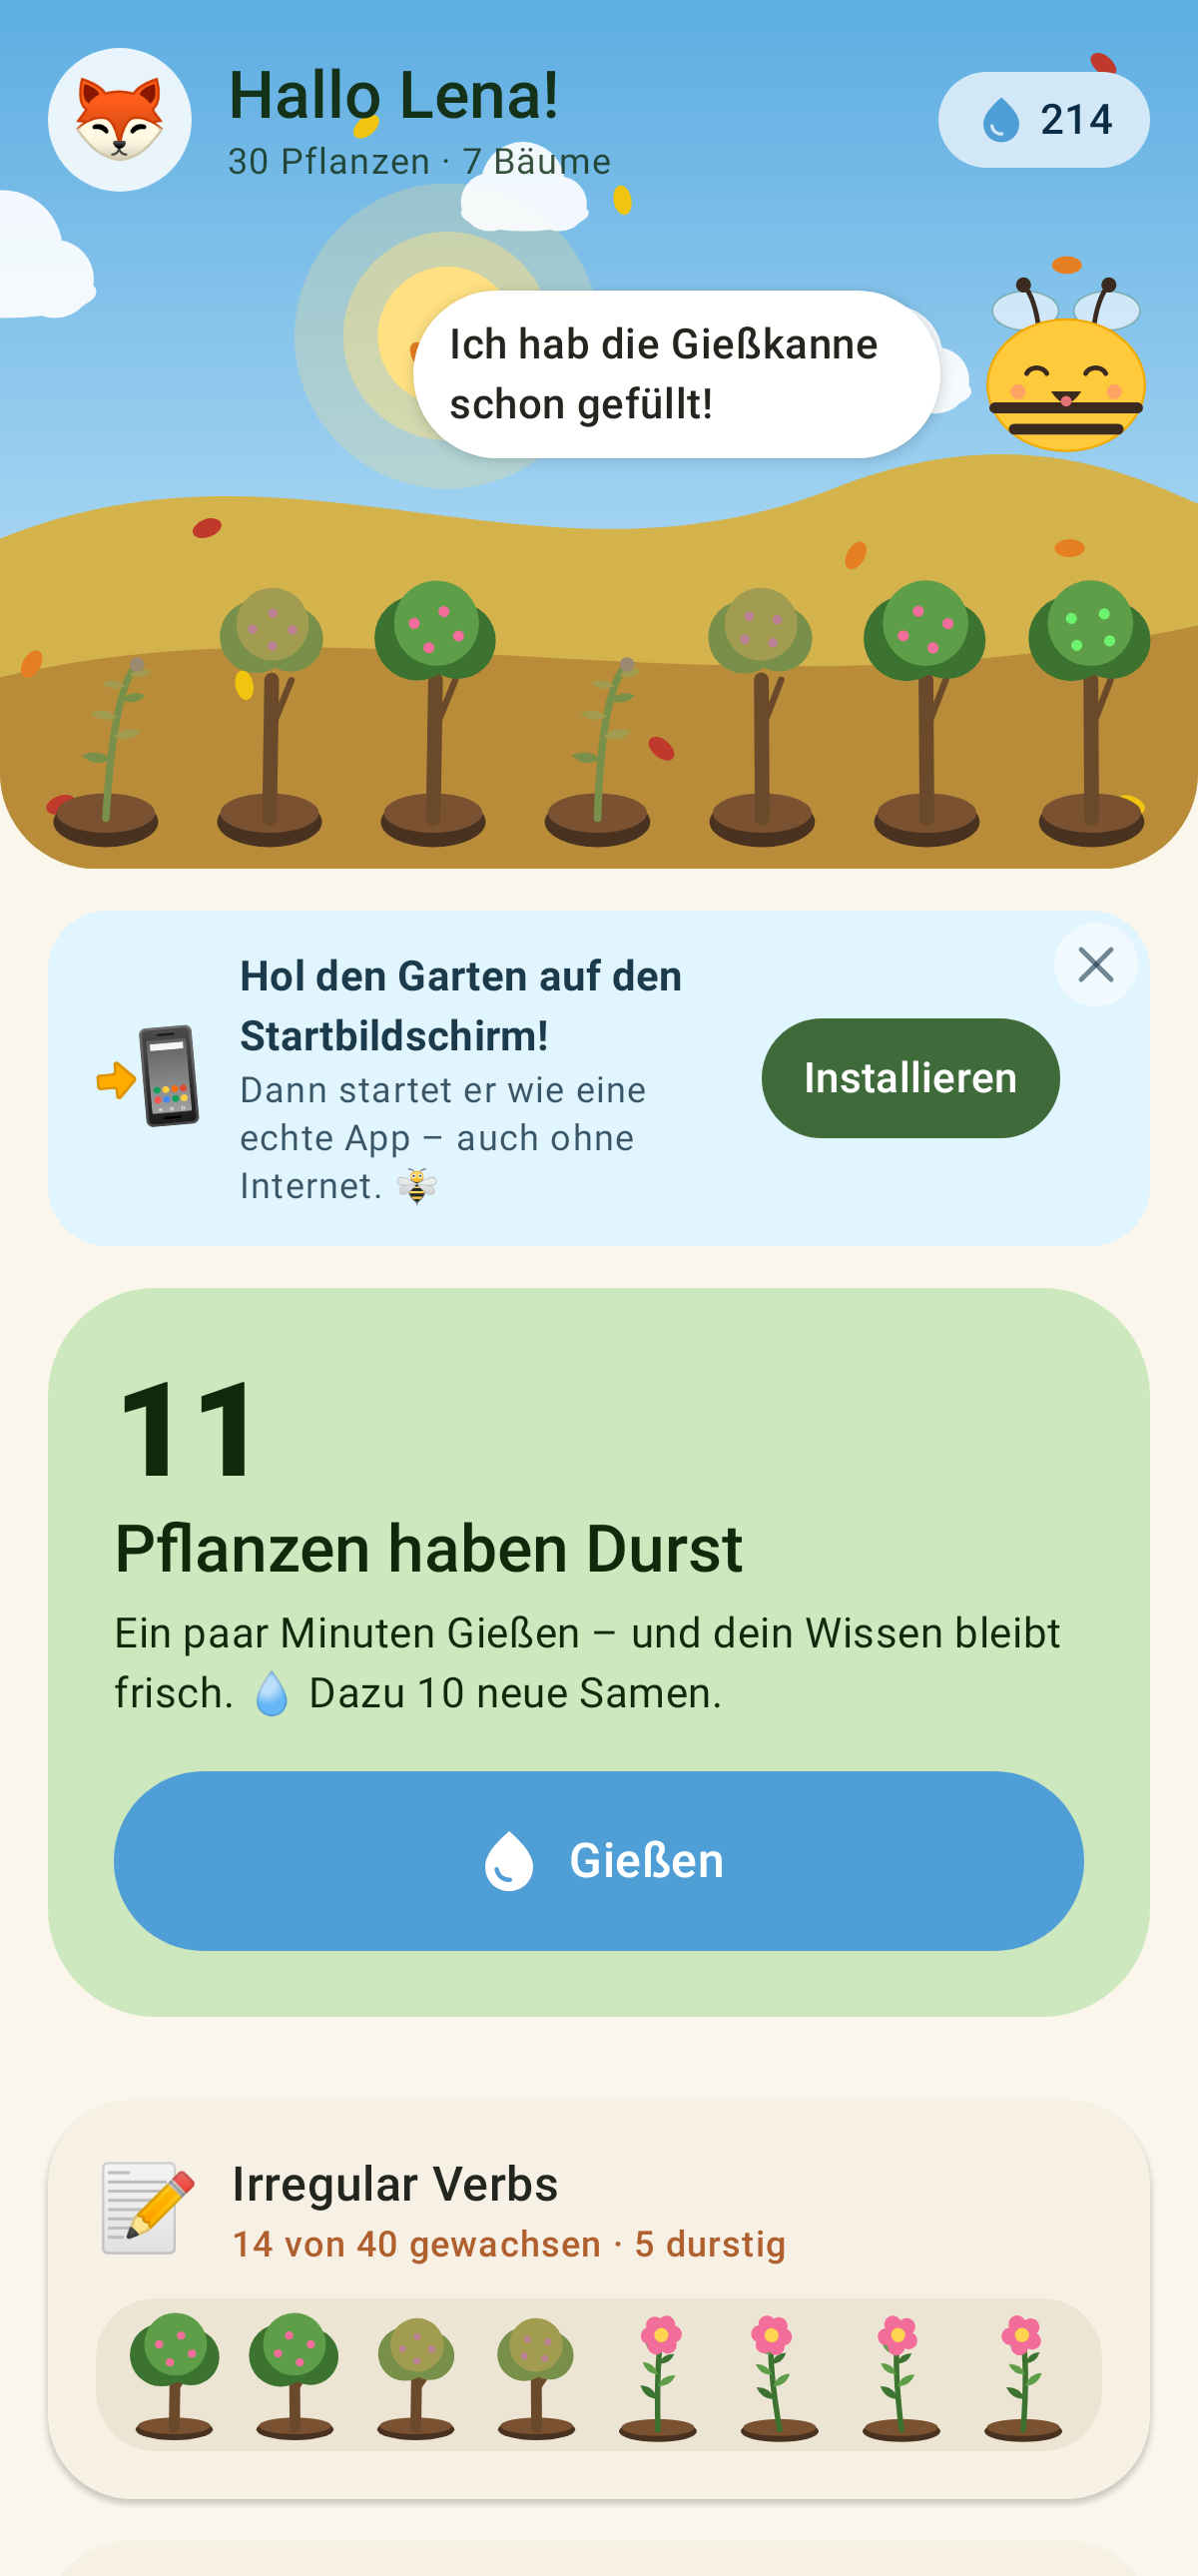 Hallo Lena!
30 Pflanzen · 7 Bäume
214
Ich hab die Gießkanne
schon gefüllt!
Hol den Garten auf den
Startbildschirm!
Dann startet er wie eine
echte App – auch ohne
Internet. 🐝
Installieren
11
Pflanzen haben Durst
Ein paar Minuten Gießen – und dein Wissen bleibt
frisch. 💧 Dazu 10 neue Samen.
Gießen
Irregular Verbs
14 von 40 gewachsen · 5 durstig